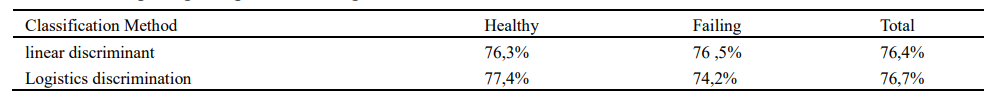 Classification Method Healthy Failing Total
linear discriminant 76,3% 76 ,5% 76,4%
Logistics discrimination 77,4% 74,2% 76,7%